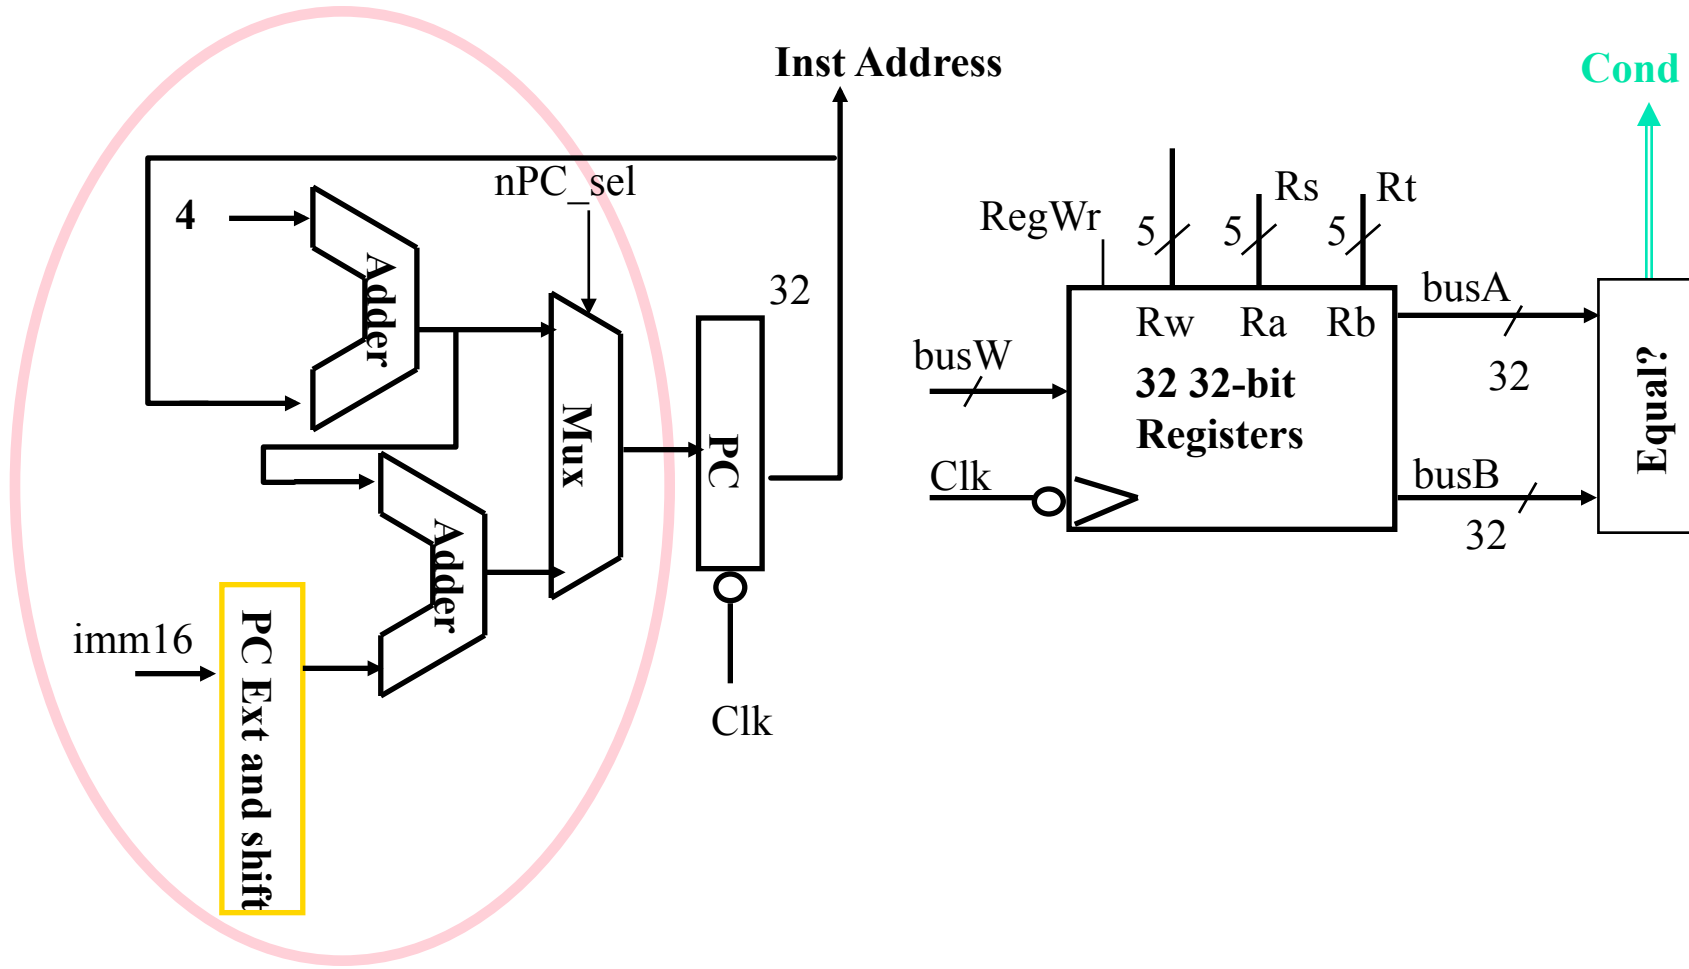 Inst Address
Cond
nPC_sel
4
Adder
32
Mux
PC
Adder
imm16
PC Ext and shift
Clk
RegWr
5
5
Rs
5
Rt
busW
Rw Ra Rb
32 32-bit
Registers
Clk
busA
32
busB
32
Equal?